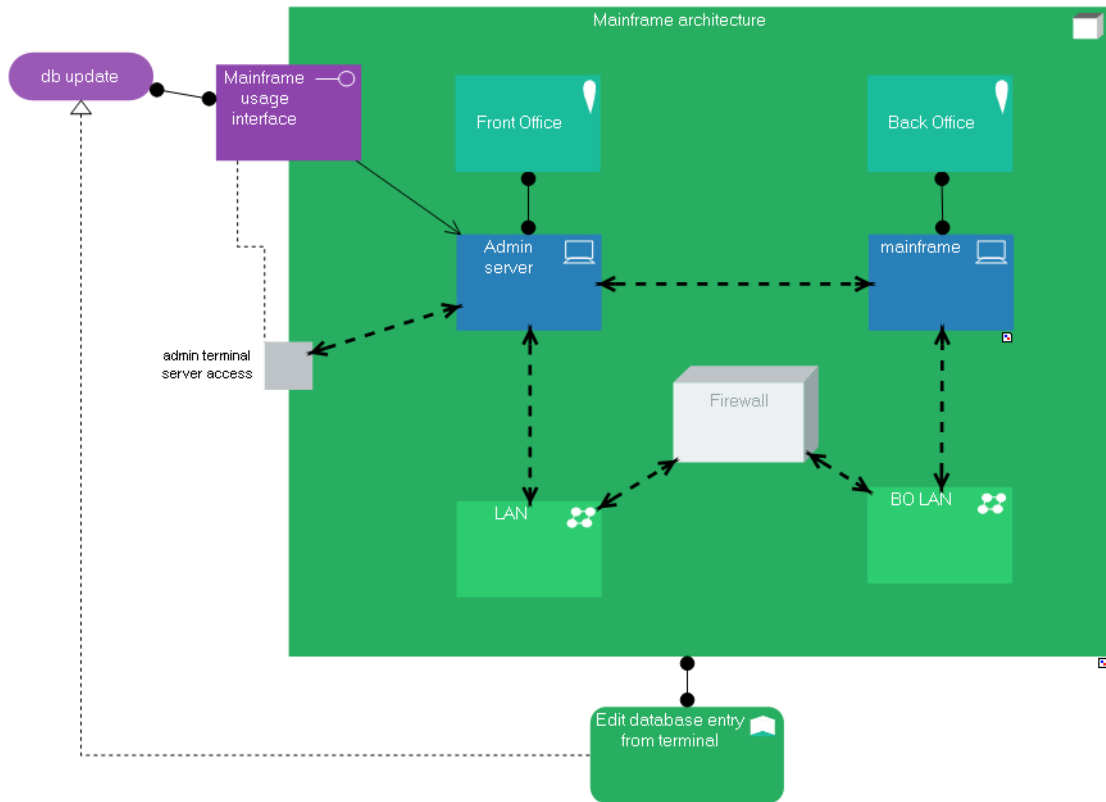 Mainframe architecture
db update
Mainframe
usage
interface
Front Office
Back Office
Admin
server
mainframe
admin terminal
server access
Firewall
LAN
BO LAN
Edit database entry
from terminal